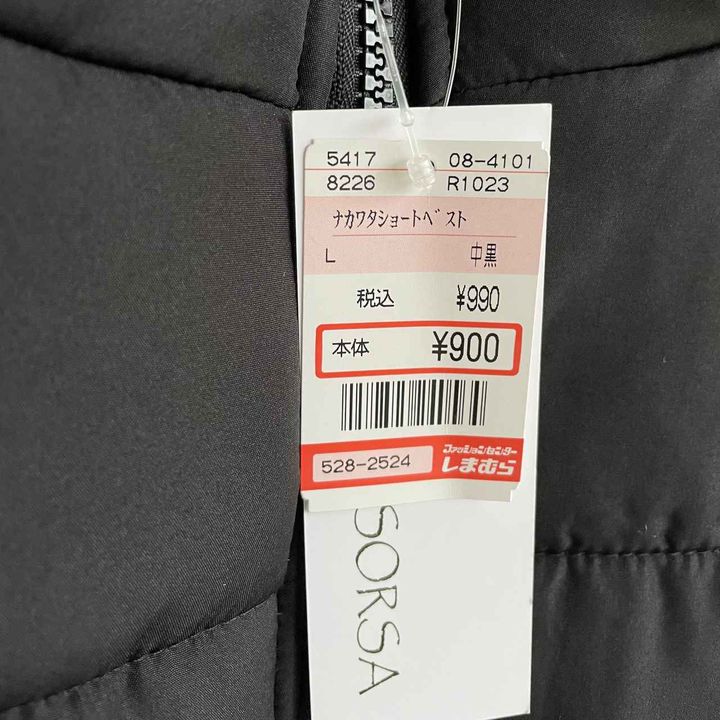 5417 08-4101
8226 R1023
ナカワタショートベスト
L 中黒
税込 ¥990
本体 ¥900
528-2524
ファッションセンター
しまむら
SORSA